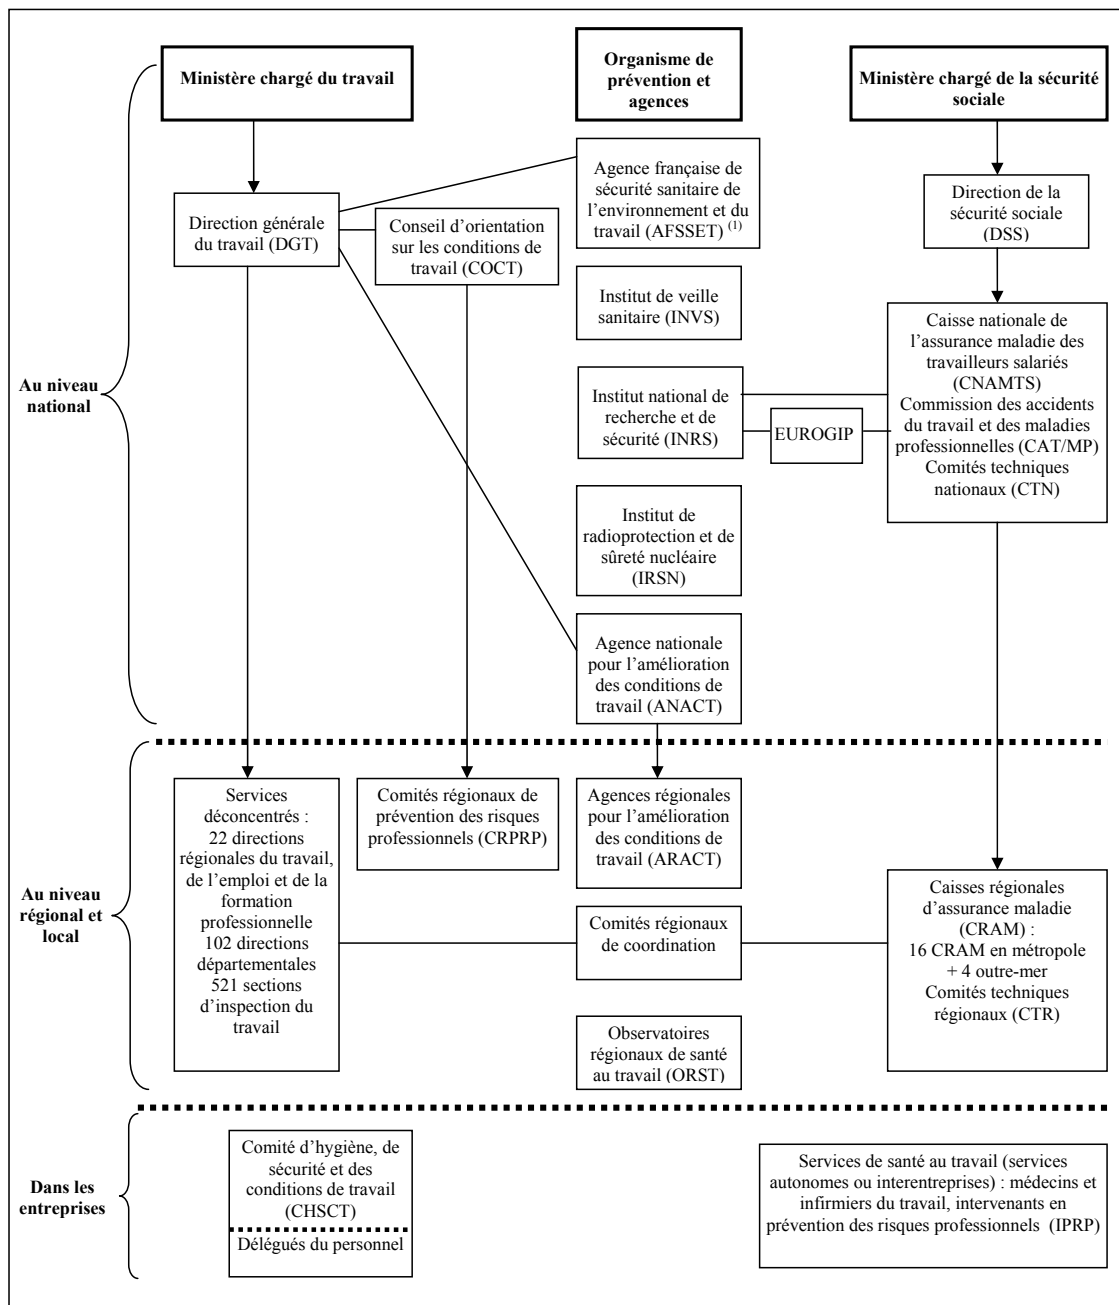 Ministère chargé du travail
Organisme de
prévention et
agences
Ministère chargé de la sécurité
sociale
Au niveau
national
Direction générale
du travail (DGT)
Conseil d'orientation
sur les conditions de
travail (COCT)
Agence française de
sécurité sanitaire de
l'environnement et du
travail (AFSSET) (1)
Direction de la
sécurité sociale
(DSS)
Institut de veille
sanitaire (INVS)
Institut national de
recherche et de
sécurité (INRS)
EUROGIP
Caisse nationale de
l'assurance maladie des
travailleurs salariés
(CNAMTS)
Commission des accidents
du travail et des maladies
professionnelles (CAT/MP)
Comités techniques
nationaux (CTN)
Institut de
radioprotection et de
sûreté nucléaire
(IRSN)
Agence nationale
pour l'amélioration
des conditions de
travail (ANACT)
Au niveau
régional et
local
Services
déconcentrés :
22 directions
régionales du travail,
de l'emploi et de la
formation
professionnelle
102 directions
départementales
521 sections
d'inspection du
travail
Comités régionaux de
prévention des risques
professionnels (CRPRP)
Agences régionales
pour l'amélioration
des conditions de
travail (ARACT)
Comités régionaux
de coordination
Observatoires
régionaux de santé
au travail (ORST)
Caisses régionales
d'assurance maladie
(CRAM) :
16 CRAM en métropole
+ 4 outre-mer
Comités techniques
régionaux (CTR)
Dans les
entreprises
Comité d'hygiène, de
sécurité et des
conditions de travail
(CHSCT)
Délégués du personnel
Services de santé au travail (services
autonomes ou interentreprises) : médecins et
infirmiers du travail, intervenants en
prévention des risques professionnels (IPRP)